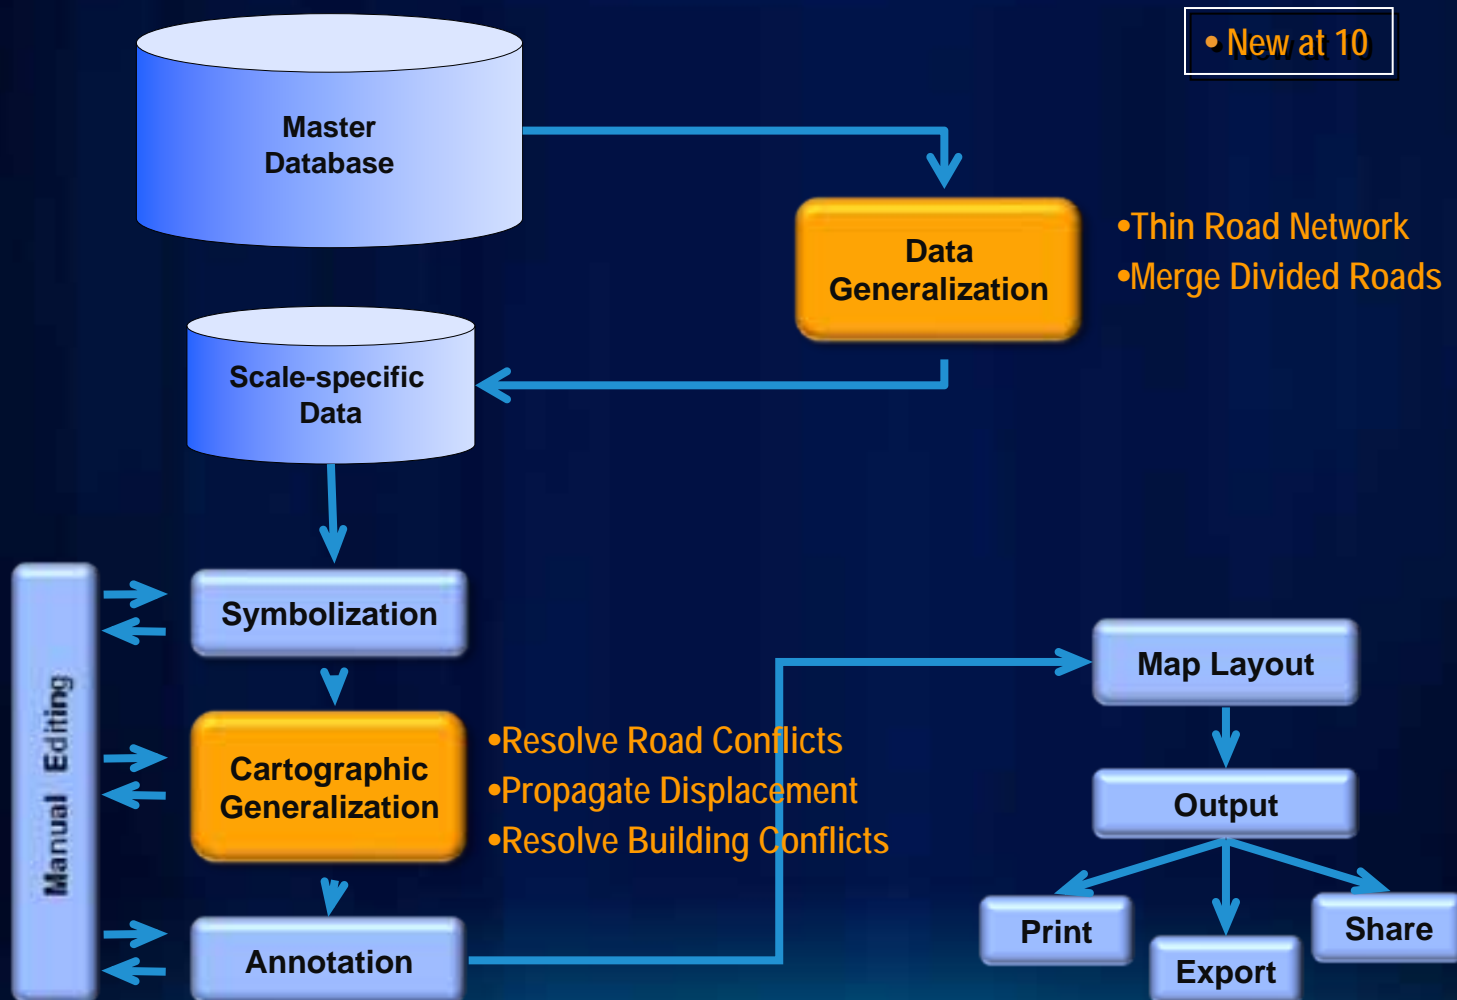 • New at 10
Master
Database
Data
Generalization
•Thin Road Network
•Merge Divided Roads
Scale-specific
Data
Manual Editing
Symbolization
Cartographic
Generalization
•Resolve Road Conflicts
•Propagate Displacement
•Resolve Building Conflicts
Annotation
Map Layout
Output
Print
Export
Share